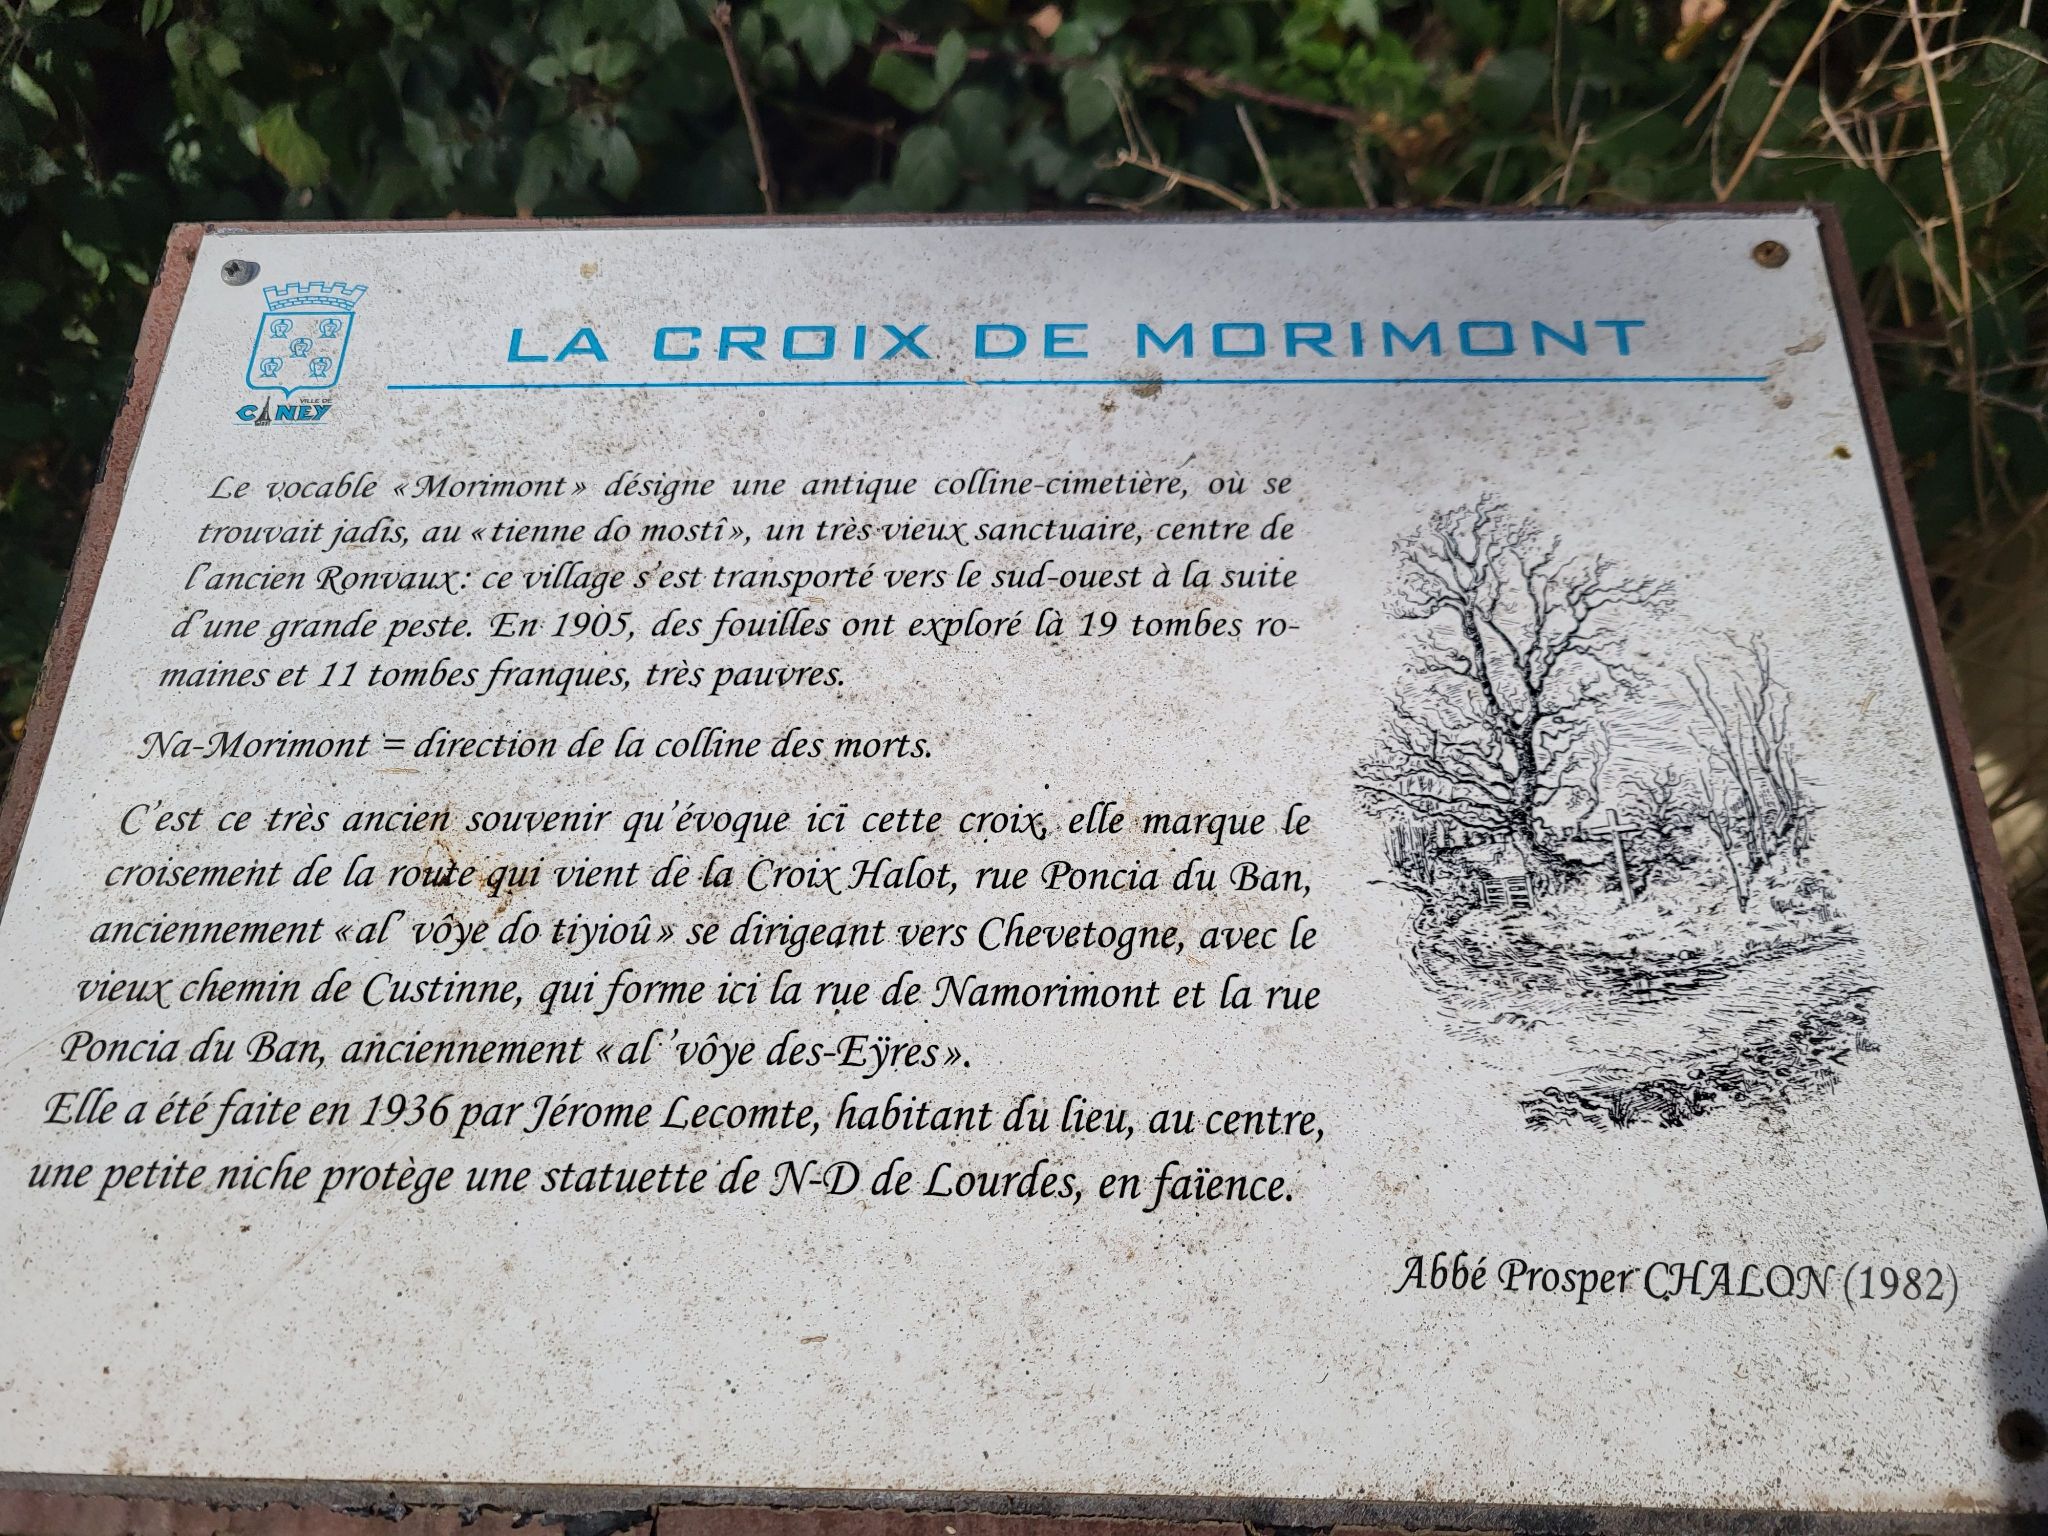 LA CROIX DE MORIMONT
VILLE DE
CINEY
Le vocable «Morimont» désigne une antique colline-cimetière, où se
trouvait jadis, au «tienne do mostî», un très vieux sanctuaire, centre de
l'ancien Ronvaux: ce village s'est transporté vers le sud-ouest à la suite
d'une grande peste. En 1905, des fouilles ont exploré là 19 tombes ro-
maines et 11 tombes franques, très pauvres.
Na-Morimont = direction de la colline des morts.
C'est ce très ancien souvenir qu'évoque ici cette croix, elle marque le
croisement de la route qui vient de la Croix Halot, rue Poncia du Ban,
anciennement «al' vôye do tiyioû» se dirigeant vers Chevetogne, avec le
vieux chemin de Custinne, qui forme ici la rue de Namorimont et la rue
Poncia du Ban, anciennement «al 'vôye des-Eÿres».
Elle a été faite en 1936 par Jérome Lecomte, habitant du lieu, au centre,
une petite niche protège une statuette de N-D de Lourdes, en faïence.
Abbé Prosper CHALON (1982)